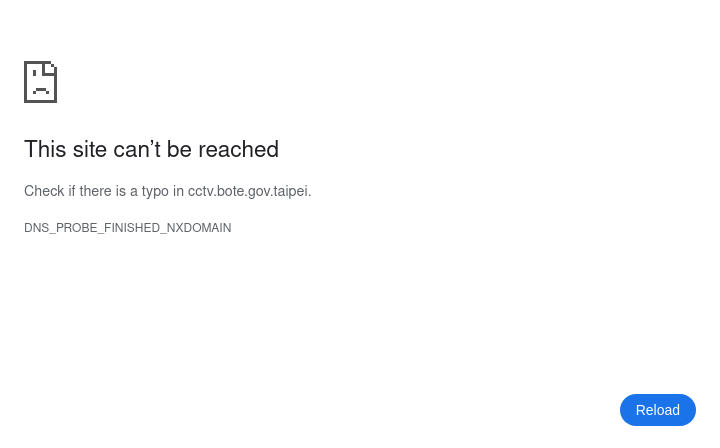 This site can’t be reached
Check if there is a typo in cctv.bote.gov.taipei.
DNS_PROBE_FINISHED_NXDOMAIN
Reload